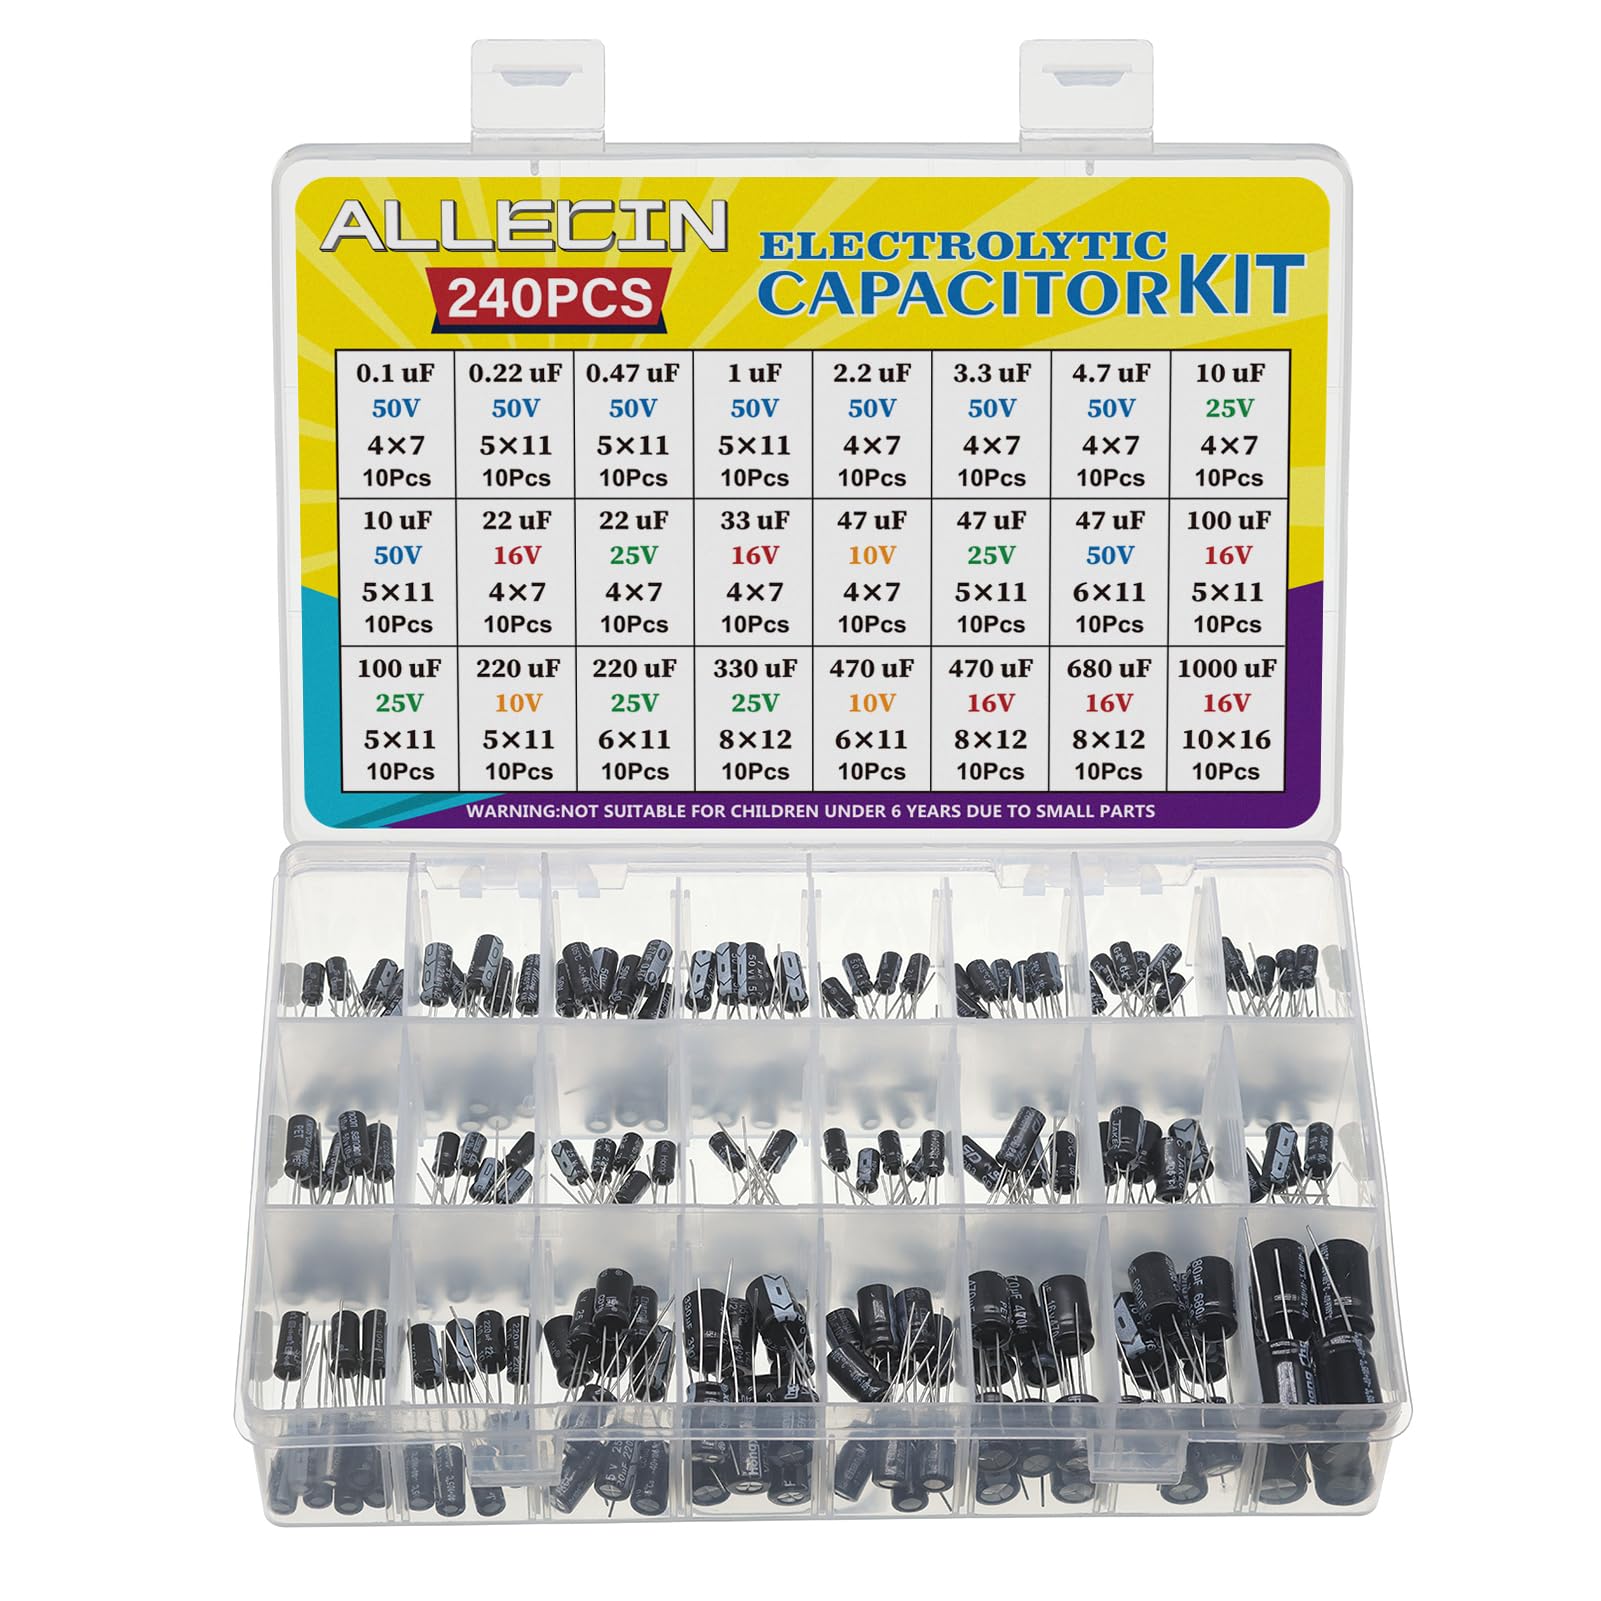 ALLECIN
240PCS
ELECTROLYTIC
CAPACITOR KIT
0.1 uF 0.22 uF 0.47 uF 1 uF 2.2 uF 3.3 uF 4.7 uF 10 uF
50V 50V 50V 50V 50V 50V 50V 25V
4×7 5×11 5×11 5×11 4×7 4×7 4×7 4×7
10Pcs 10Pcs 10Pcs 10Pcs 10Pcs 10Pcs 10Pcs 10Pcs
10 uF 22 uF 22 uF 33 uF 47 uF 47 uF 47 uF 100 uF
50V 16V 25V 16V 10V 25V 50V 16V
5×11 4×7 4×7 4×7 4×7 5×11 6×11 5×11
10Pcs 10Pcs 10Pcs 10Pcs 10Pcs 10Pcs 10Pcs 10Pcs
100 uF 220 uF 220 uF 330 uF 470 uF 470 uF 680 uF 1000 uF
25V 10V 25V 25V 10V 16V 16V 16V
5×11 5×11 6×11 8×12 6×11 8×12 8×12 10×16
10Pcs 10Pcs 10Pcs 10Pcs 10Pcs 10Pcs 10Pcs 10Pcs
WARNING:NOT SUITABLE FOR CHILDREN UNDER 6 YEARS DUE TO SMALL PARTS